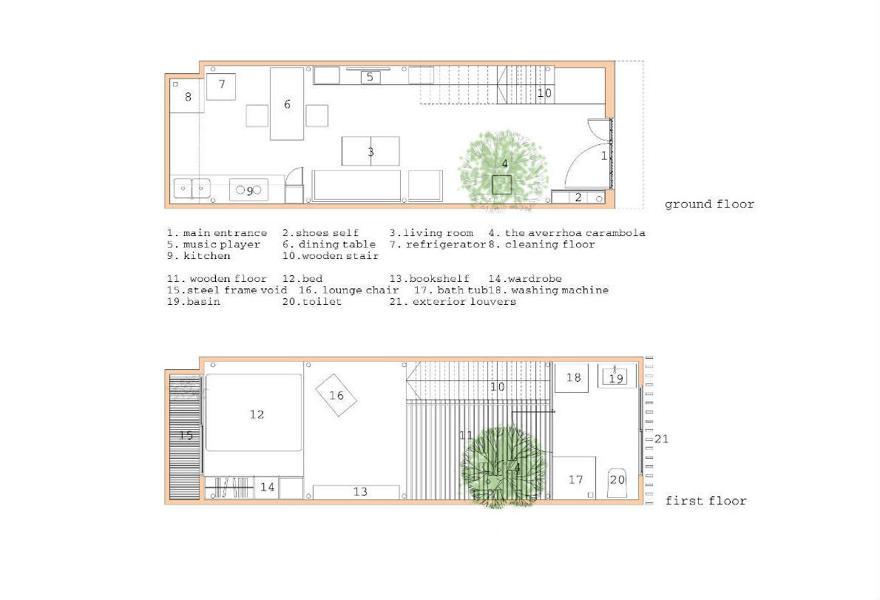 7
5
8
6
10
3
4
1
9
2
ground floor
1. main entrance 2.shoes self 3.living room 4. the averrhoa carambola
5. music player 6. dining table 7. refrigerator8. cleaning floor
9. kitchen 10.wooden stair
11. wooden floor 12.bed 13.bookshelf 14.wardrobe
15.steel frame void 16. lounge chair 17. bath tub18. washing machine
19.basin 20.toilet 21. exterior louvers
18
19
10
16
12
15
11
21
4
17
20
14
13
first floor